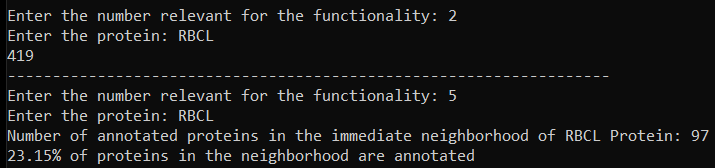 Enter the number relevant for the functionality: 2
Enter the protein: RBCL
419
-------------------------------------------------------------------
Enter the number relevant for the functionality: 5
Enter the protein: RBCL
Number of annotated proteins in the immediate neighborhood of RBCL Protein: 97
23.15% of proteins in the neighborhood are annotated